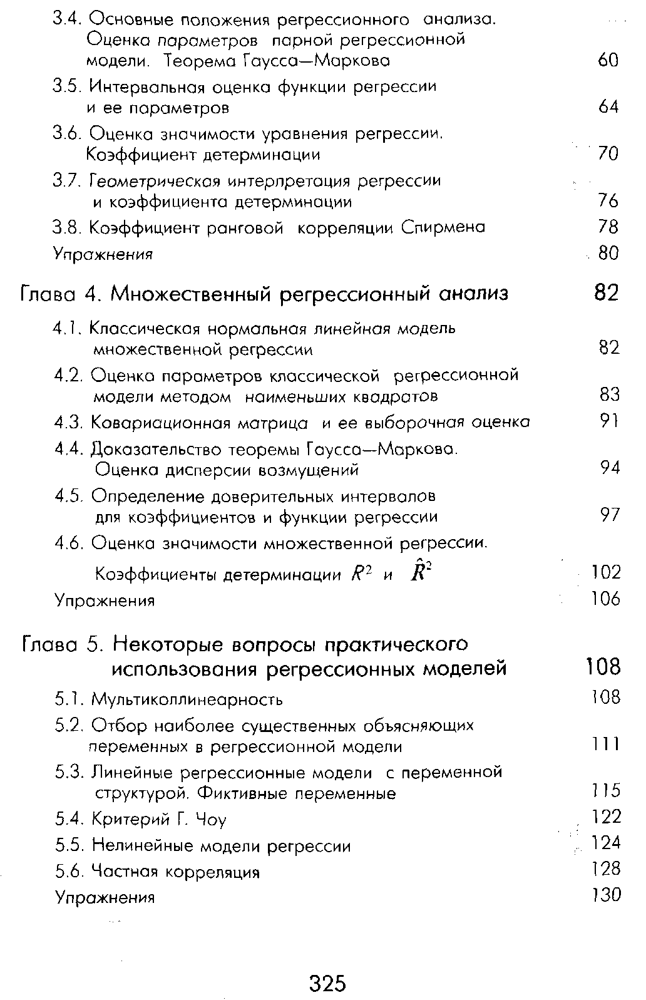 3.4. Основные положения регрессионного анализа.
Оценка параметров парной регрессионной
модели. Теорема Гаусса—Маркова 60
3.5. Интервальная оценка функции регрессии
и ее параметров 64
3.6. Оценка значимости уравнения регрессии.
Коэффициент детерминации 70
3.7. Геометрическая интерпретация регрессии
и коэффициента детерминации 76
3.8. Коэффициент ранговой корреляции Спирмена 78
Упражнения 80
Глава 4. Множественный регрессионный анализ 82
4.1. Классическая нормальная линейная модель
множественной регрессии 82
4.2. Оценка параметров классической регрессионной
модели методом наименьших квадратов 83
4.3. Ковариационная матрица и ее выборочная оценка 91
4.4. Доказательство теоремы Гаусса—Маркова.
Оценка дисперсии возмущений 94
4.5. Определение доверительных интервалов
для коэффициентов и функции регрессии 97
4.6. Оценка значимости множественной регрессии.
Коэффициенты детерминации R² и R̂² 102
Упражнения 106
Глава 5. Некоторые вопросы практического
использования регрессионных моделей 108
5.1. Мультиколлинеарность 108
5.2. Отбор наиболее существенных объясняющих
переменных в регрессионной модели 111
5.3. Линейные регрессионные модели с переменной
структурой. Фиктивные переменные 115
5.4. Критерий Г. Чоу 122
5.5. Нелинейные модели регрессии 124
5.6. Частная корреляция 128
Упражнения 130
325